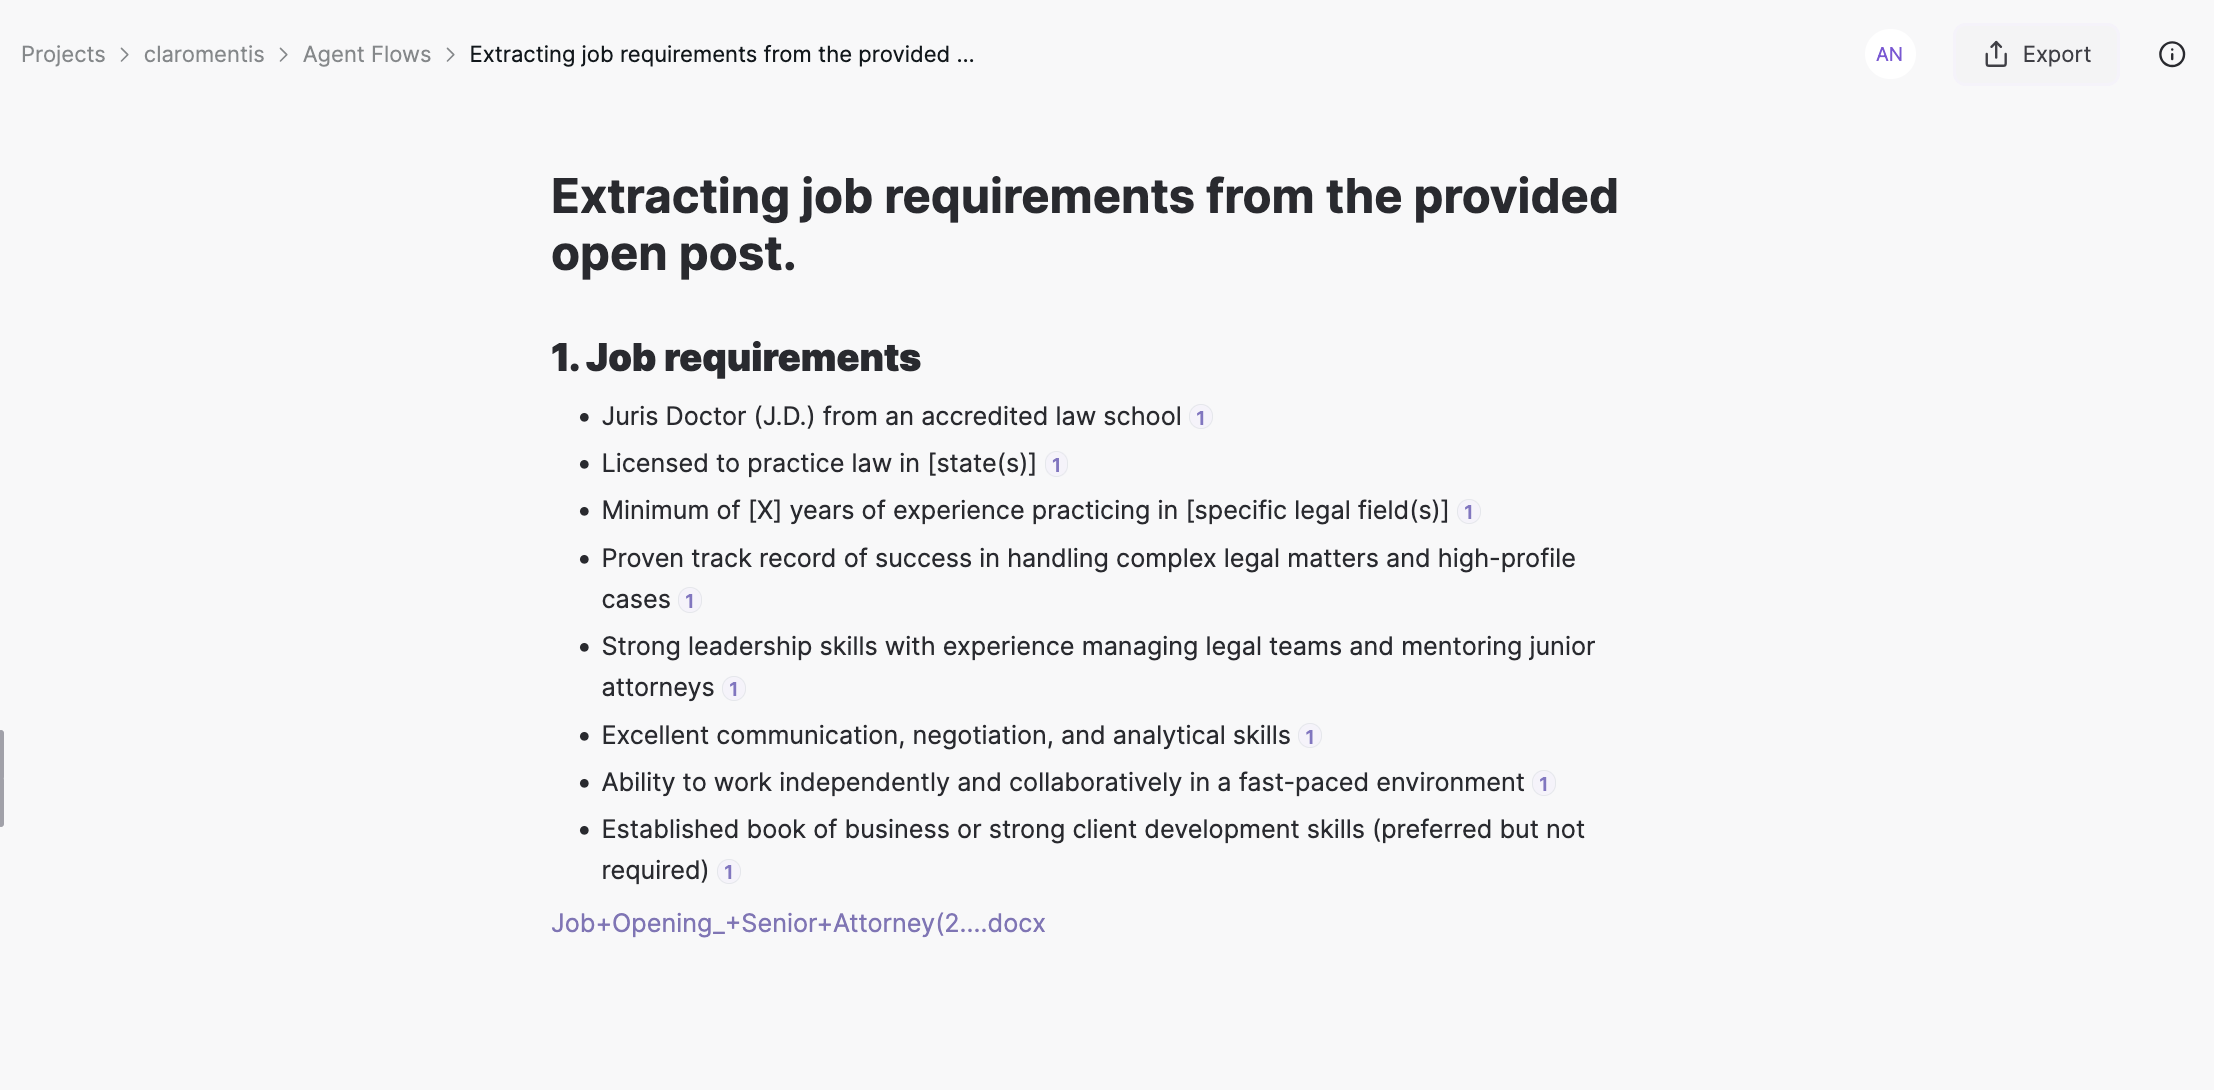 Projects > claromentis > Agent Flows > Extracting job requirements from the provided ...
AN
Export
Extracting job requirements from the provided
open post.
1. Job requirements
• Juris Doctor (J.D.) from an accredited law school 1
• Licensed to practice law in [state(s)] 1
• Minimum of [X] years of experience practicing in [specific legal field(s)] 1
• Proven track record of success in handling complex legal matters and high-profile
cases 1
• Strong leadership skills with experience managing legal teams and mentoring junior
attorneys 1
• Excellent communication, negotiation, and analytical skills 1
• Ability to work independently and collaboratively in a fast-paced environment 1
• Established book of business or strong client development skills (preferred but not
required) 1
Job+Opening_+Senior+Attorney(2....docx